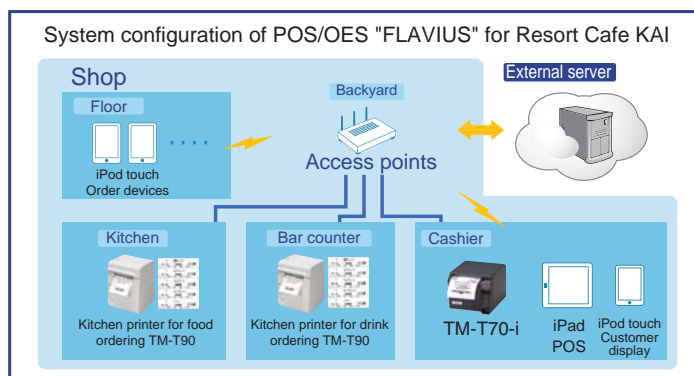 System configuration of POS/OES "FLAVIUS" for Resort Cafe KAI
Shop
External server
Backyard
Floor
Access points
iPod touch
Order devices
Kitchen
Bar counter
Cashier
Kitchen printer for food
ordering TM-T90
Kitchen printer for drink
ordering TM-T90
TM-T70-i
iPad
POS
iPod touch
Customer
display